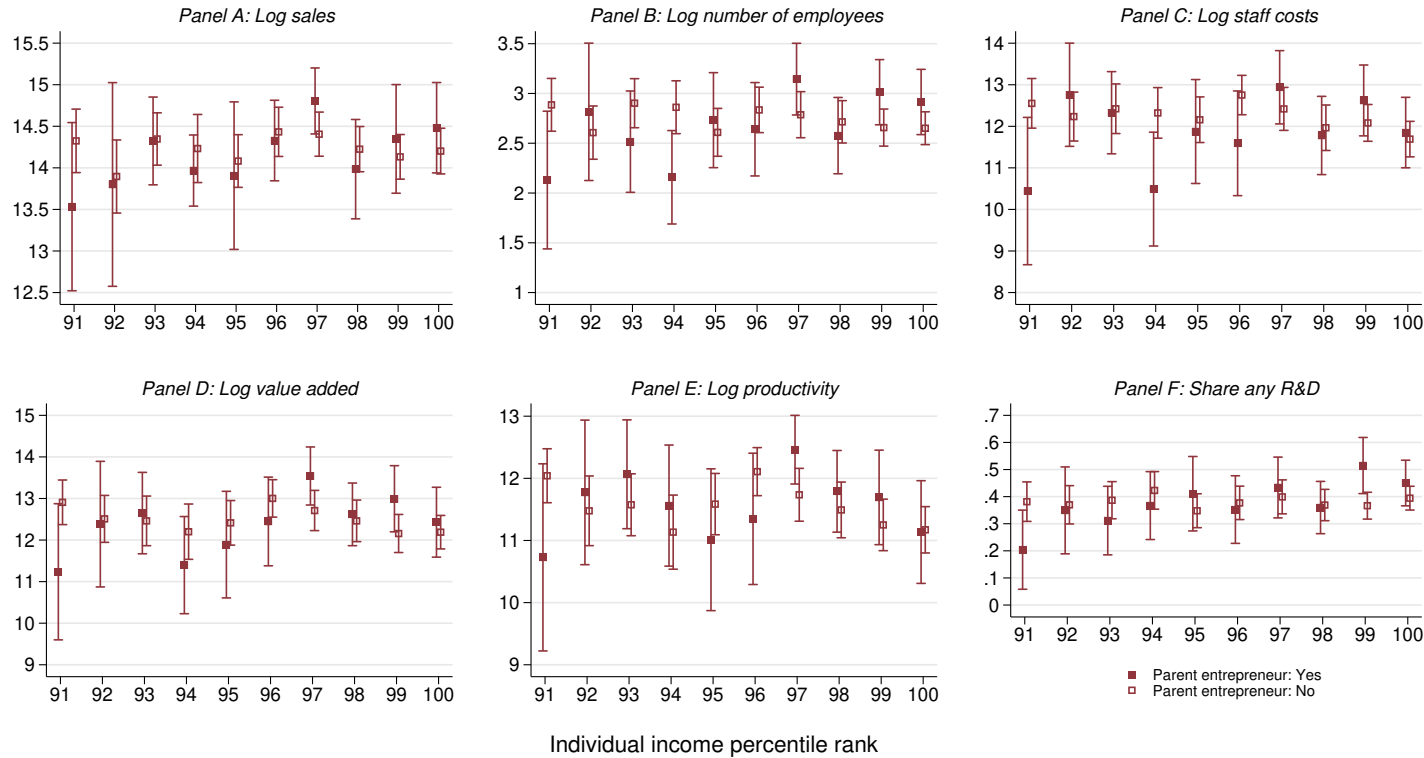 Panel A: Log sales
15.5
15
14.5
14
13.5
13
12.5
91 92 93 94 95 96 97 98 99 100
Panel B: Log number of employees
3.5
3
2.5
2
1.5
1
91 92 93 94 95 96 97 98 99 100
Panel C: Log staff costs
14
13
12
11
10
9
8
91 92 93 94 95 96 97 98 99 100
Panel D: Log value added
15
14
13
12
11
10
9
91 92 93 94 95 96 97 98 99 100
Panel E: Log productivity
13
12
11
10
9
91 92 93 94 95 96 97 98 99 100
Panel F: Share any R&D
.7
.6
.5
.4
.3
.2
.1
0
91 92 93 94 95 96 97 98 99 100
Parent entrepreneur: Yes
Parent entrepreneur: No
Individual income percentile rank